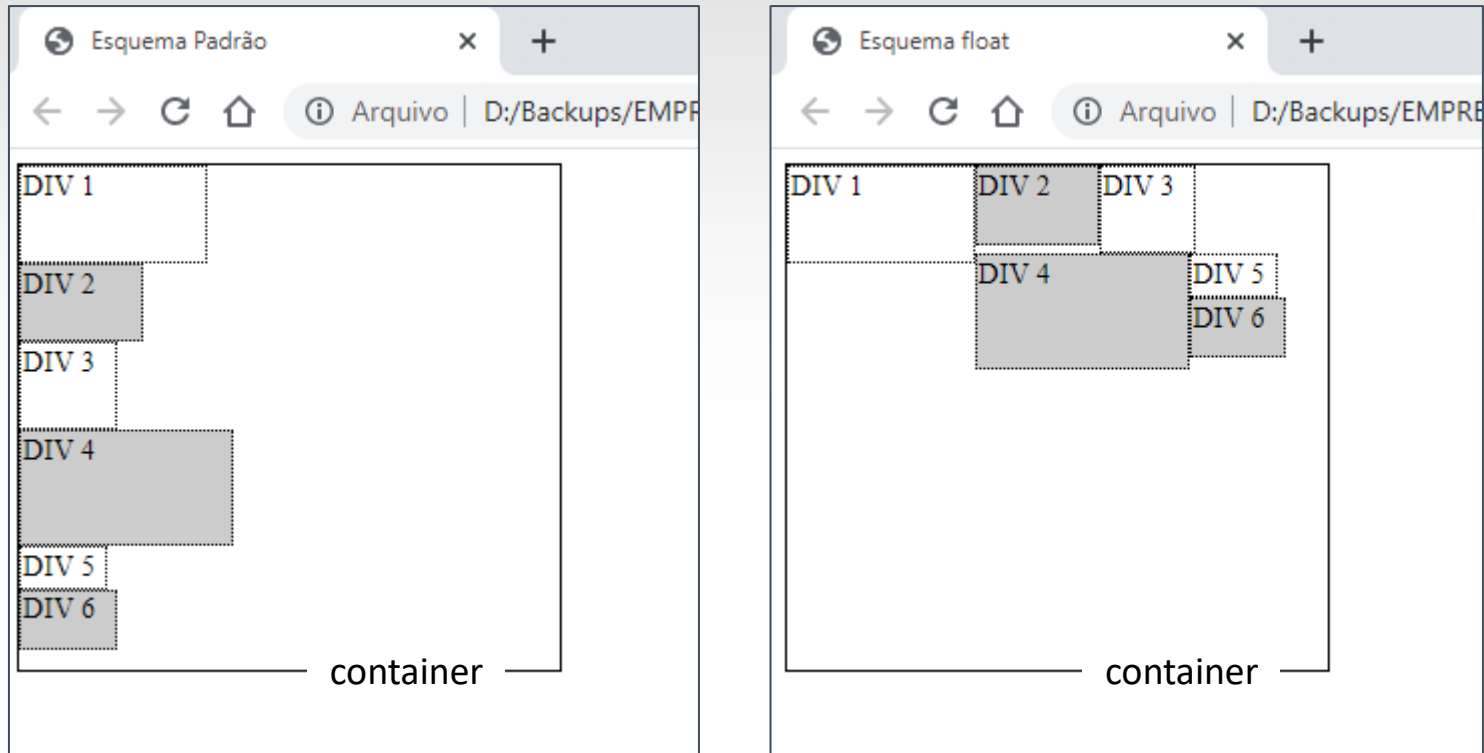 Esquema Padrão
Arquivo D:/Backups/EMPR
DIV 1
DIV 2
DIV 3
DIV 4
DIV 5
DIV 6
container
Esquema float
Arquivo D:/Backups/EMPRE
DIV 1 DIV 2 DIV 3
DIV 4 DIV 5
DIV 6
container